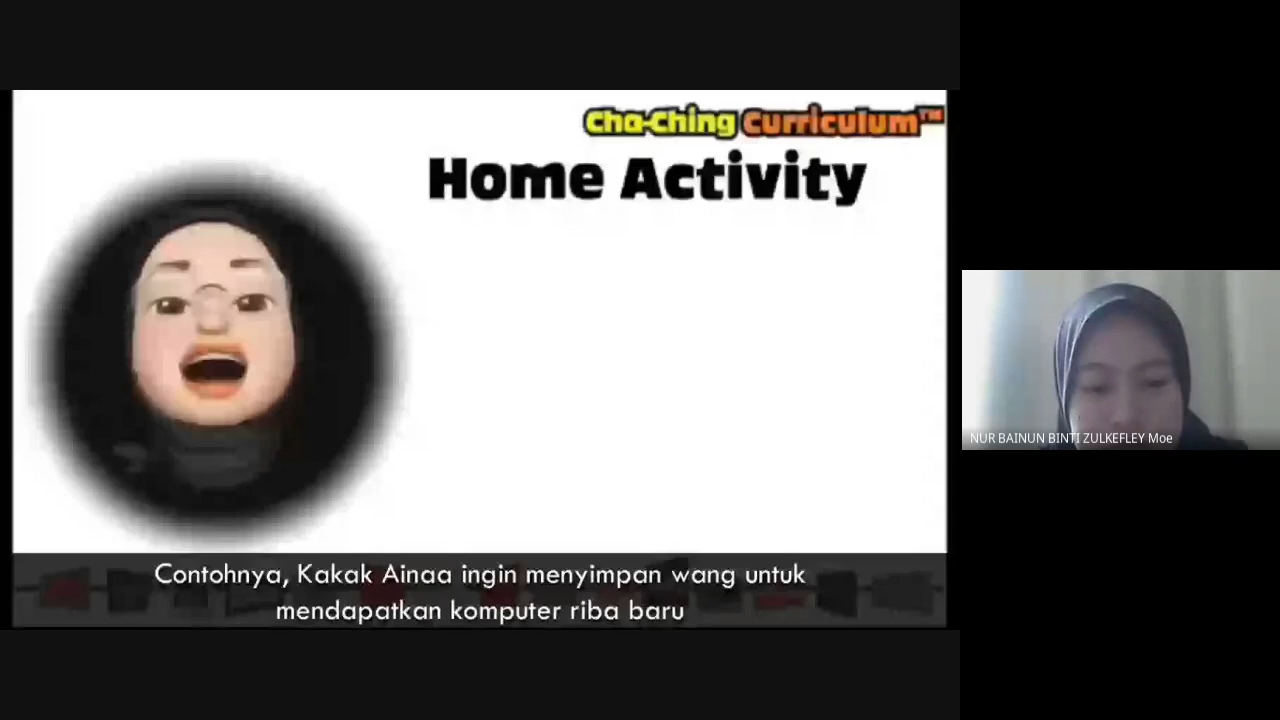 Cha-Ching Curriculum™
Home Activity
Contohnya, Kakak Ainaa ingin menyimpan wang untuk
mendapatkan komputer riba baru
NUR BAINUN BINTI ZULKEFLEY Moe